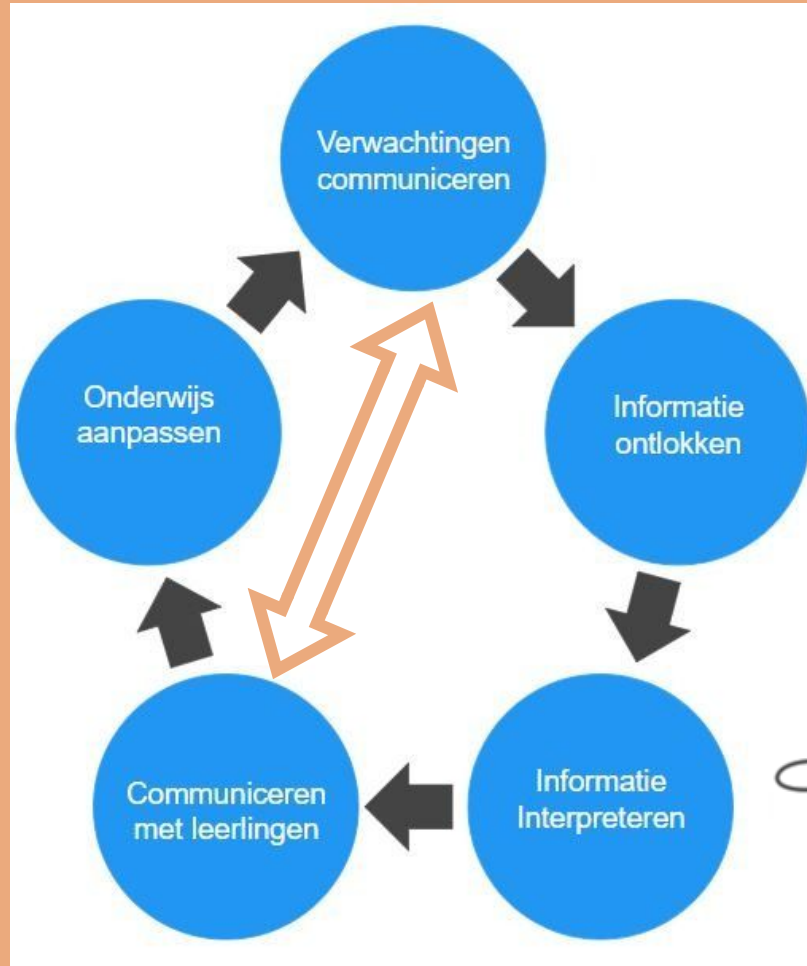 Verwachtingen
communiceren
Informatie
ontlokken
Informatie
Interpreteren
Communiceren
met leerlingen
Onderwijs
aanpassen